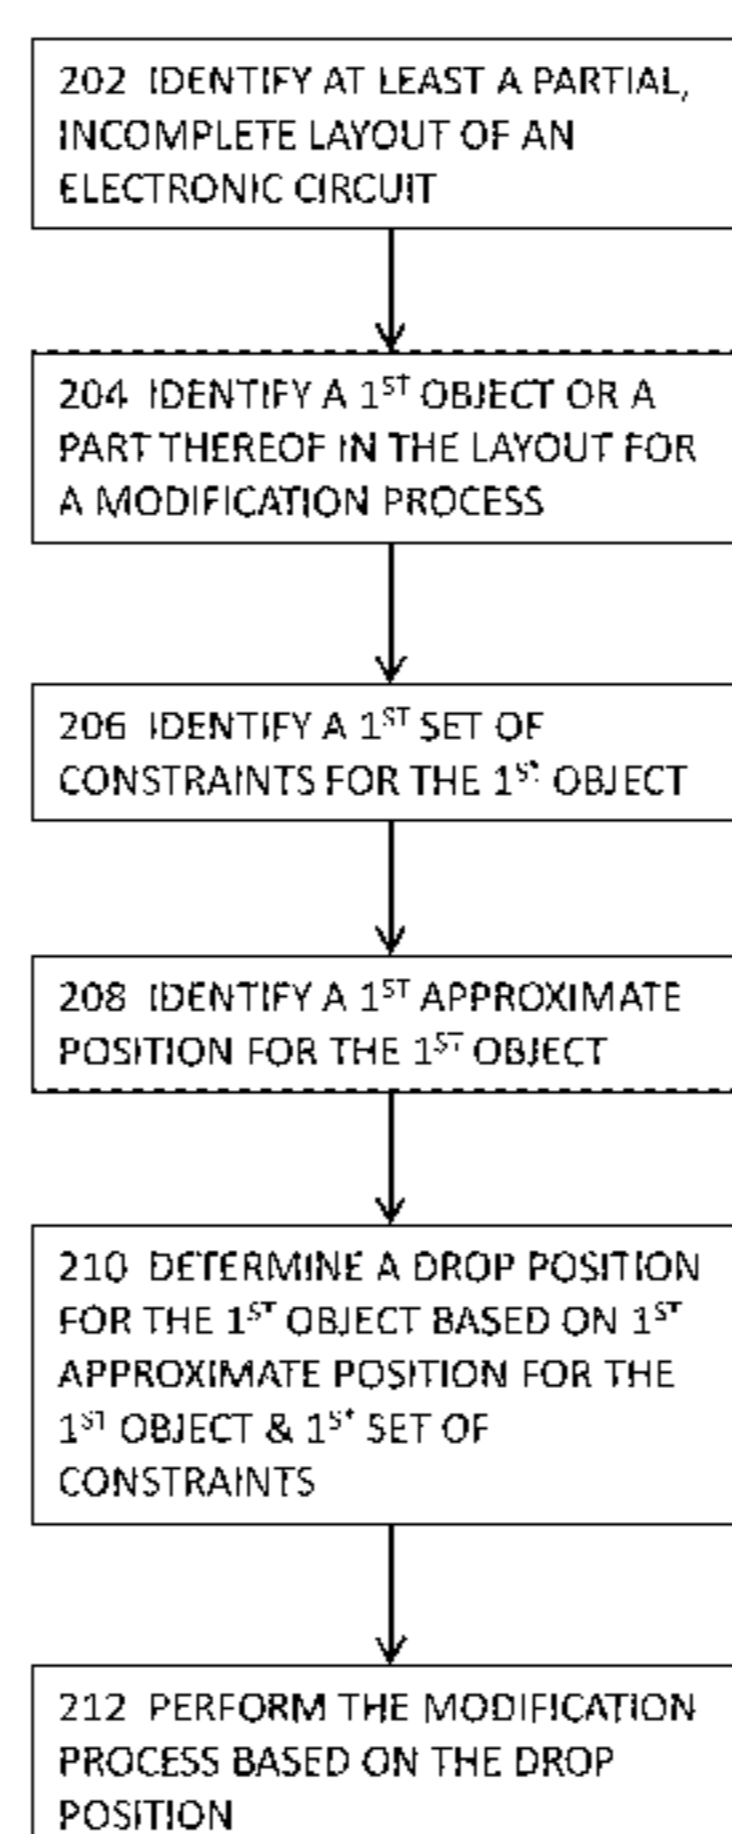 202 IDENTIFY AT LEAST A PARTIAL,
INCOMPLETE LAYOUT OF AN
ELECTRONIC CIRCUIT
204 IDENTIFY A 1ST OBJECT OR A
PART THEREOF IN THE LAYOUT FOR
A MODIFICATION PROCESS
206 IDENTIFY A 1ST SET OF
CONSTRAINTS FOR THE 1ST OBJECT
208 IDENTIFY A 1ST APPROXIMATE
POSITION FOR THE 1ST OBJECT
210 DETERMINE A DROP POSITION
FOR THE 1ST OBJECT BASED ON 1ST
APPROXIMATE POSITION FOR THE
1ST OBJECT & 1ST SET OF
CONSTRAINTS
212 PERFORM THE MODIFICATION
PROCESS BASED ON THE DROP
POSITION